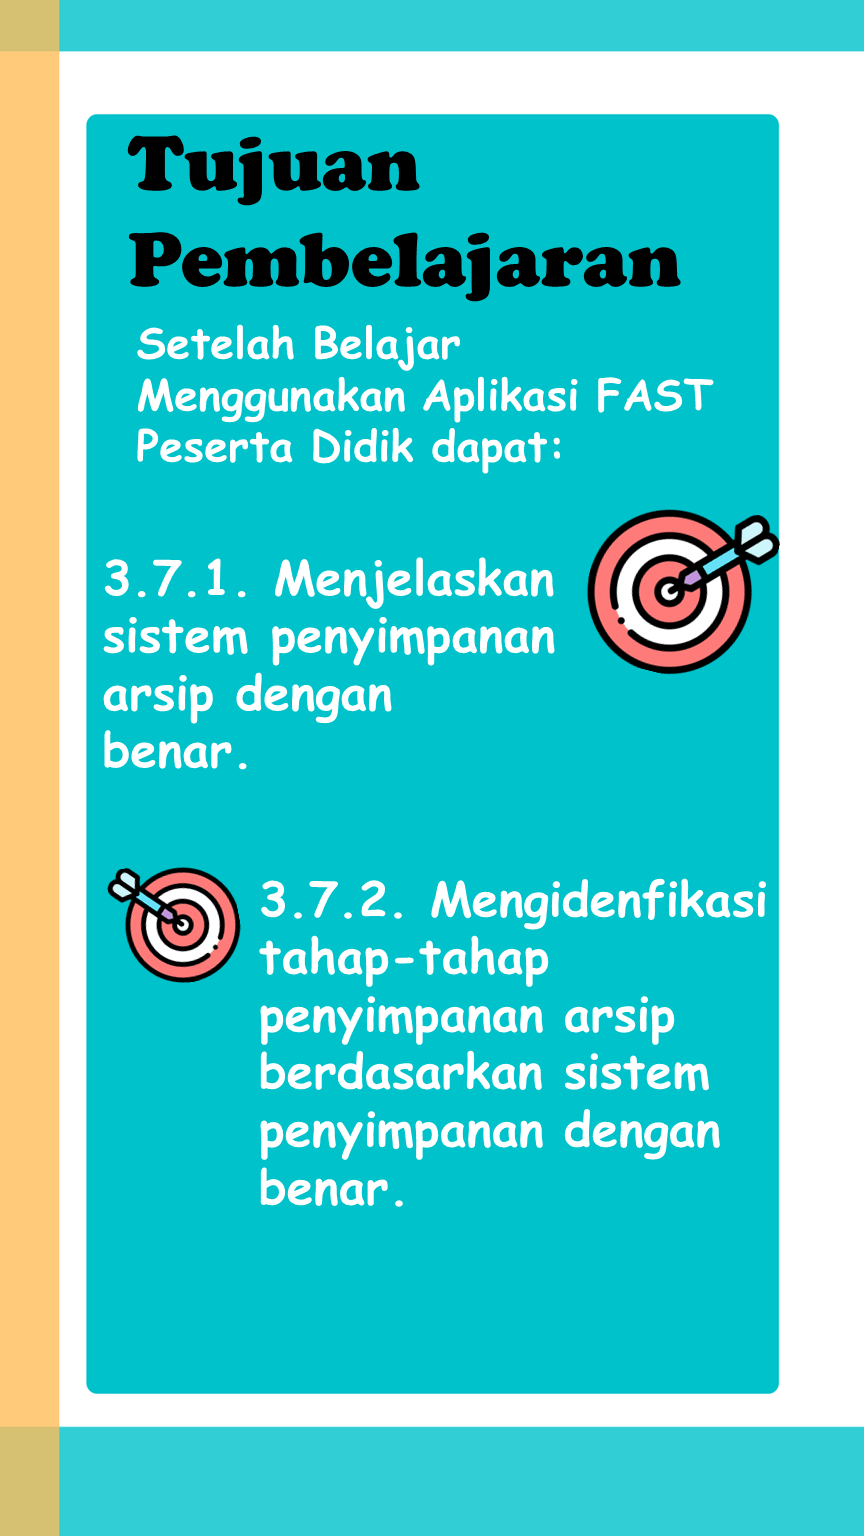 Tujuan
Pembelajaran
Setelah Belajar
Menggunakan Aplikasi FAST
Peserta Didik dapat:
3.7.1. Menjelaskan
sistem penyimpanan
arsip dengan
benar.
3.7.2. Mengidenfikasi
tahap-tahap
penyimpanan arsip
berdasarkan sistem
penyimpanan dengan
benar.